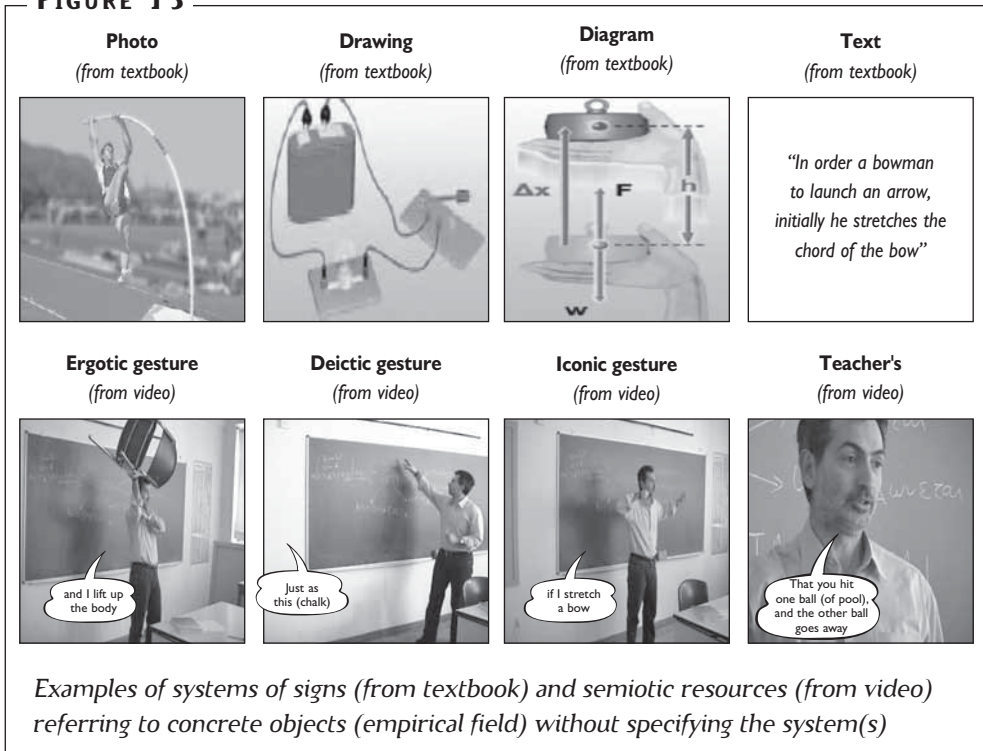 FIGURE 13
Photo
(from textbook)
Drawing
(from textbook)
Diagram
(from textbook)
Text
(from textbook)
Δx
F
h
w
“In order a bowman
to launch an arrow,
initially he stretches the
chord of the bow”
Ergotic gesture
(from video)
Deictic gesture
(from video)
Iconic gesture
(from video)
Teacher's
(from video)
and I lift up
the body
Just as
this (chalk)
if I stretch
a bow
That you hit
one ball (of pool),
and the other ball
goes away
Examples of systems of signs (from textbook) and semiotic resources (from video)
referring to concrete objects (empirical field) without specifying the system(s)